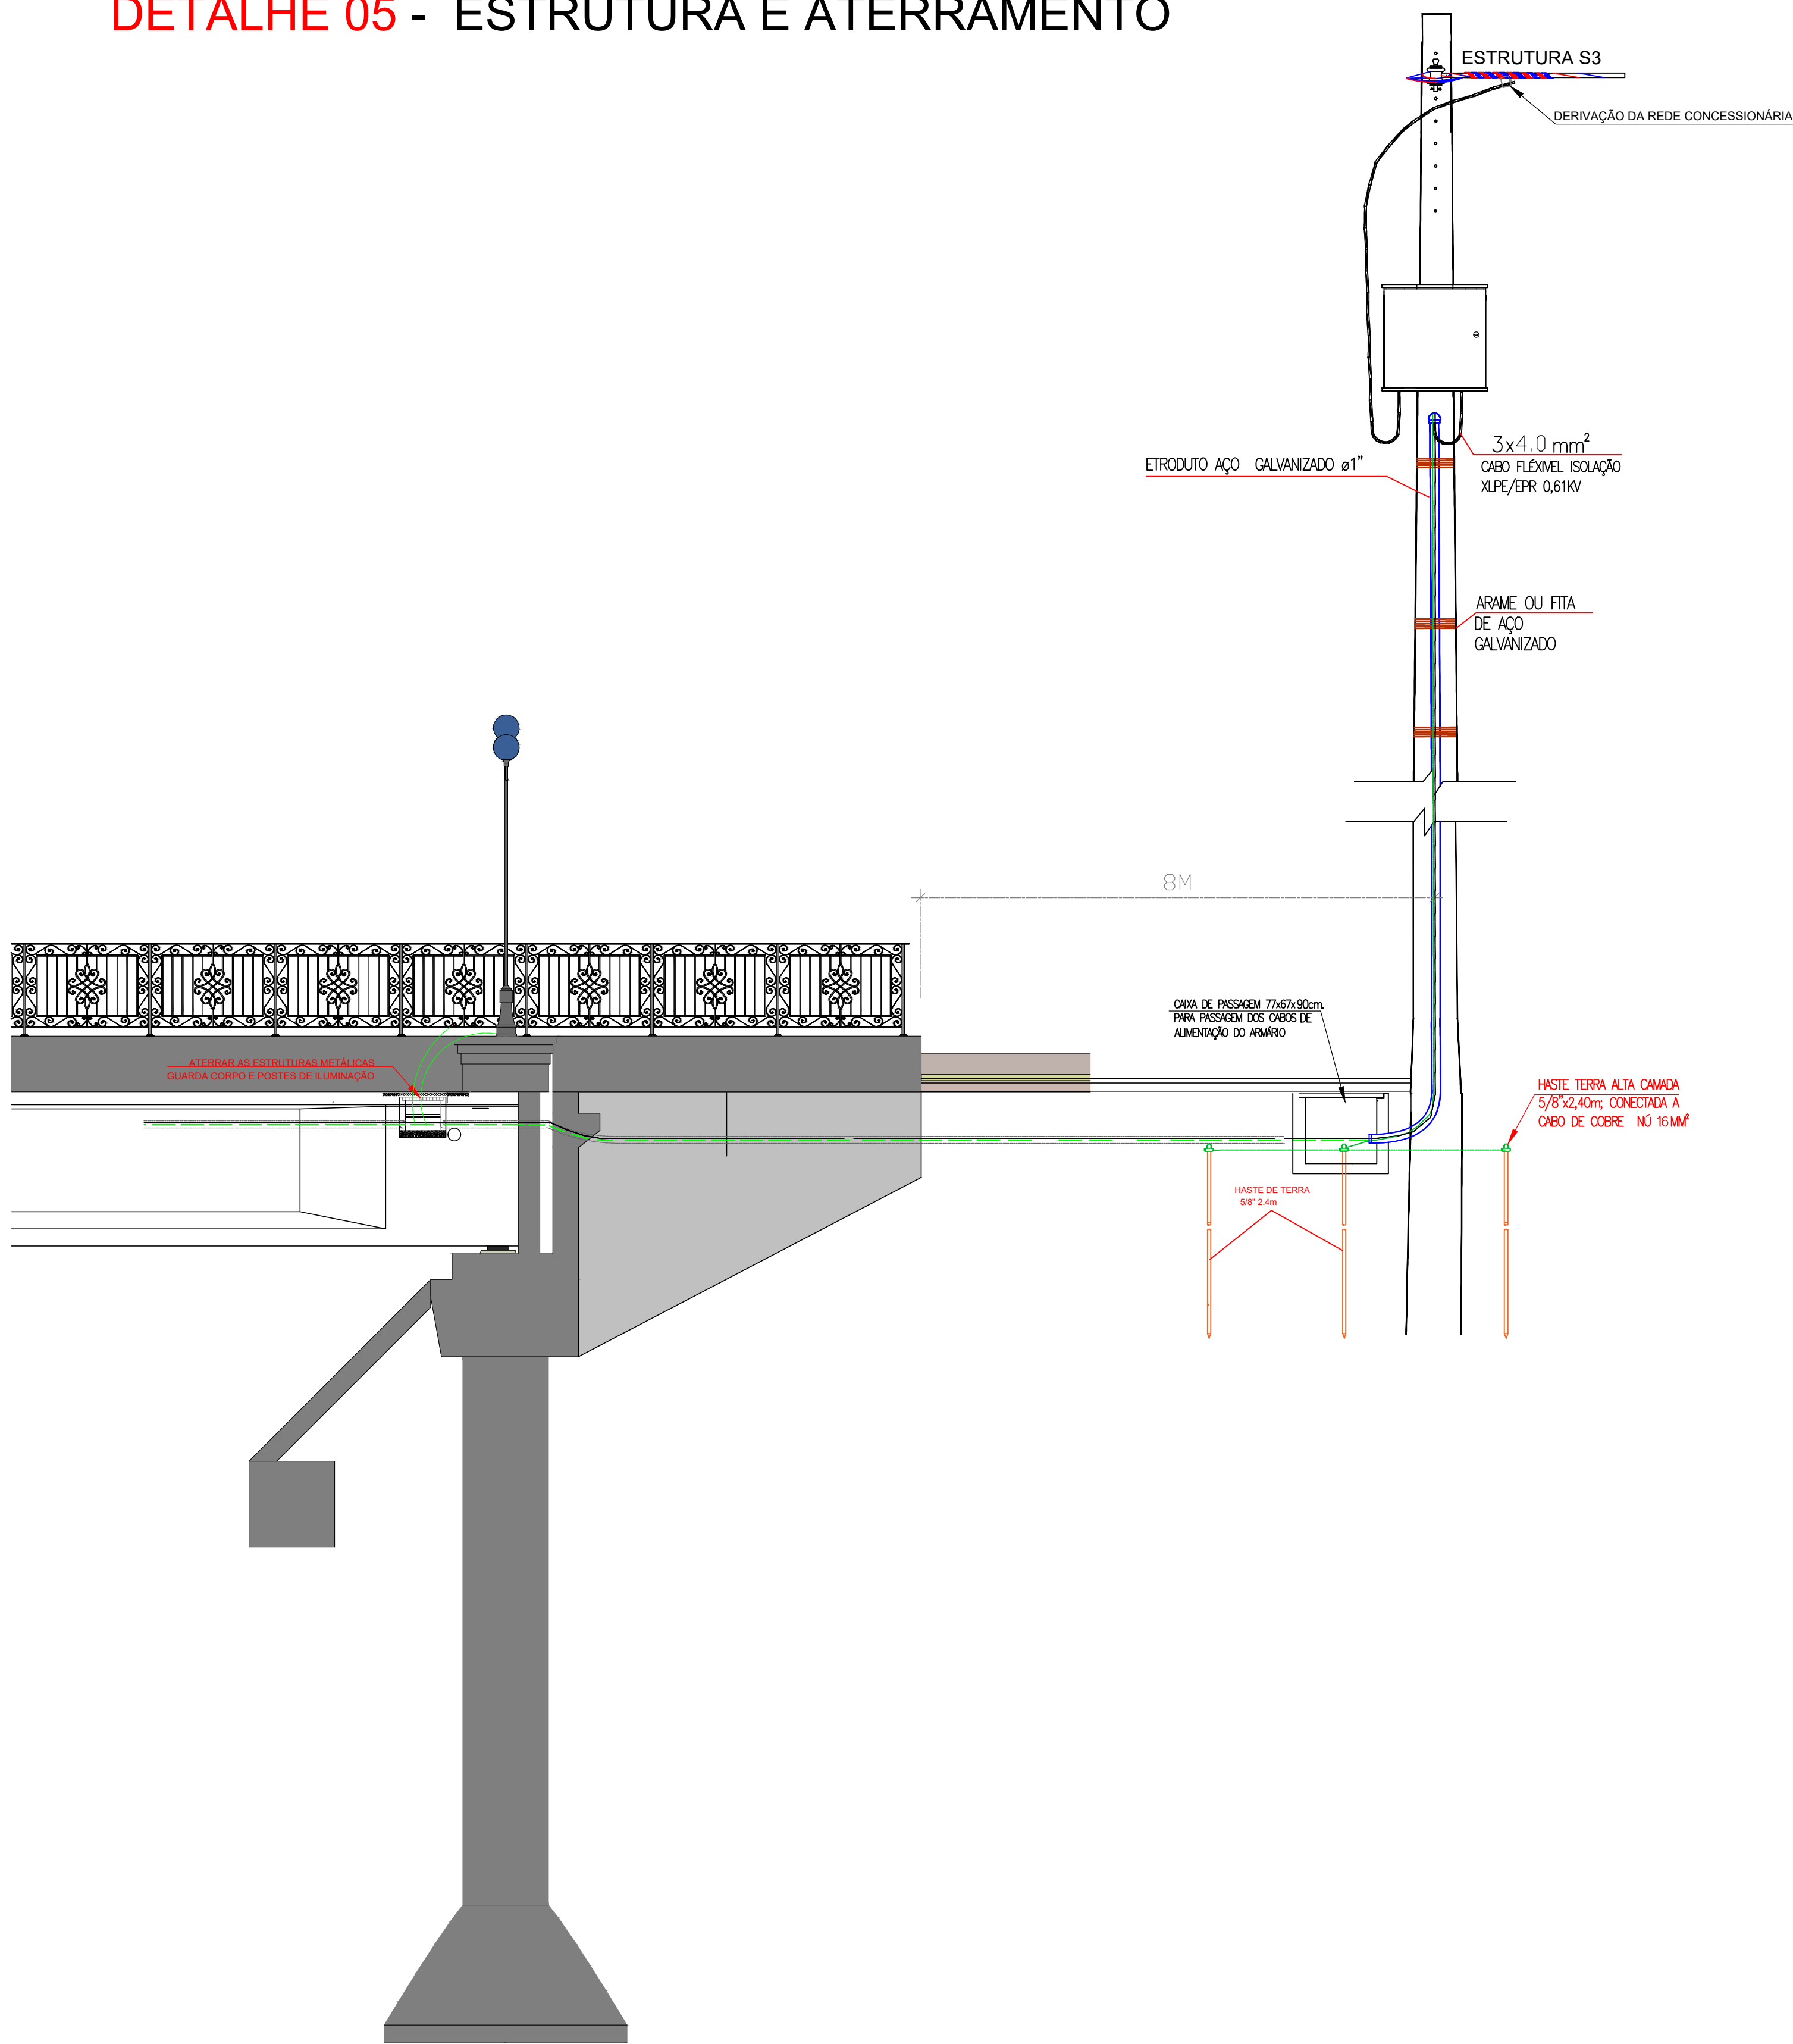 DETALHE 05 - ESTRUTURA E ATERRAMENTO
ESTRUTURA S3
DERIVAÇÃO DA REDE CONCESSIONÁRIA
3x4.0 mm²
CABO FLÉXIVEL ISOLAÇÃO
XLPE/EPR 0,61KV
ETRODUTO AÇO GALVANIZADO ø1”
ARAME OU FITA
DE AÇO
GALVANIZADO
8M
CAIXA DE PASSAGEM 77x67x90cm.
PARA PASSAGEM DOS CABOS DE
ALIMENTAÇÃO DO ARMÁRIO
ATERRAR AS ESTRUTURAS METÁLICAS
GUARDA CORPO E POSTES DE ILUMINAÇÃO
HASTE TERRA ALTA CAMADA
5/8"x2,40m; CONECTADA A
CABO DE COBRE NÚ 16MM²
HASTE DE TERRA
5/8" 2.4m